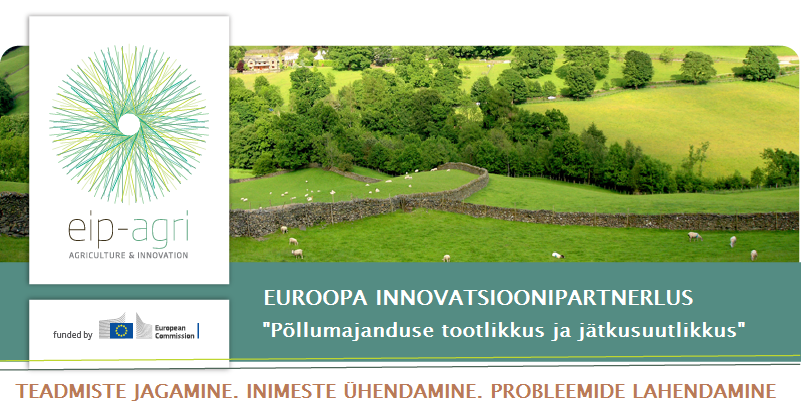 eip-agri
AGRICULTURE & INNOVATION
funded by
European
Commission
EUROOPA INNOVATSIOONIPARTNERLUS
"Põllumajanduse tootlikkus ja jätkusuutlikkus"
TEADMISTE JAGAMINE. INIMESTE ÜHENDAMINE. PROBLEEMIDE LAHENDAMINE